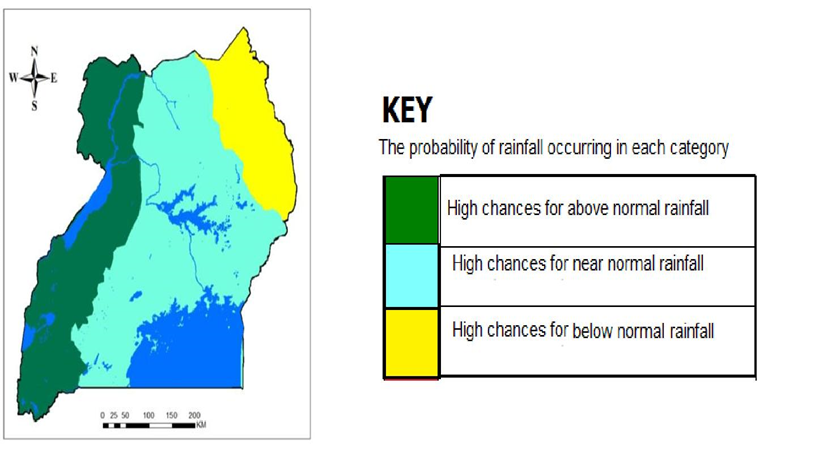 N
W E
S
0 25 50 100 150 200
KM
KEY
The probability of rainfall occurring in each category
High chances for above normal rainfall
High chances for near normal rainfall
High chances for below normal rainfall